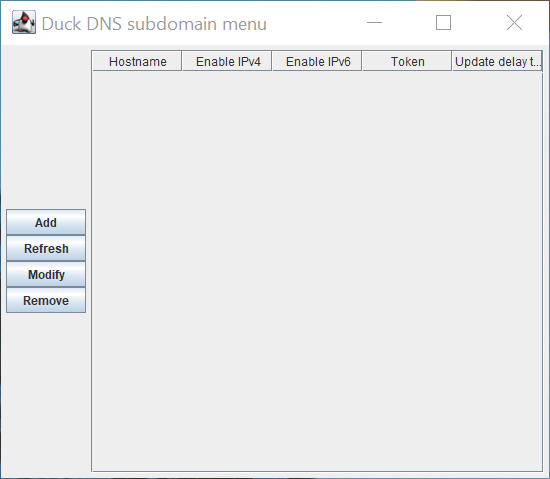 Duck DNS subdomain menu
Hostname Enable IPv4 Enable IPv6 Token Update delay t...
Add
Refresh
Modify
Remove